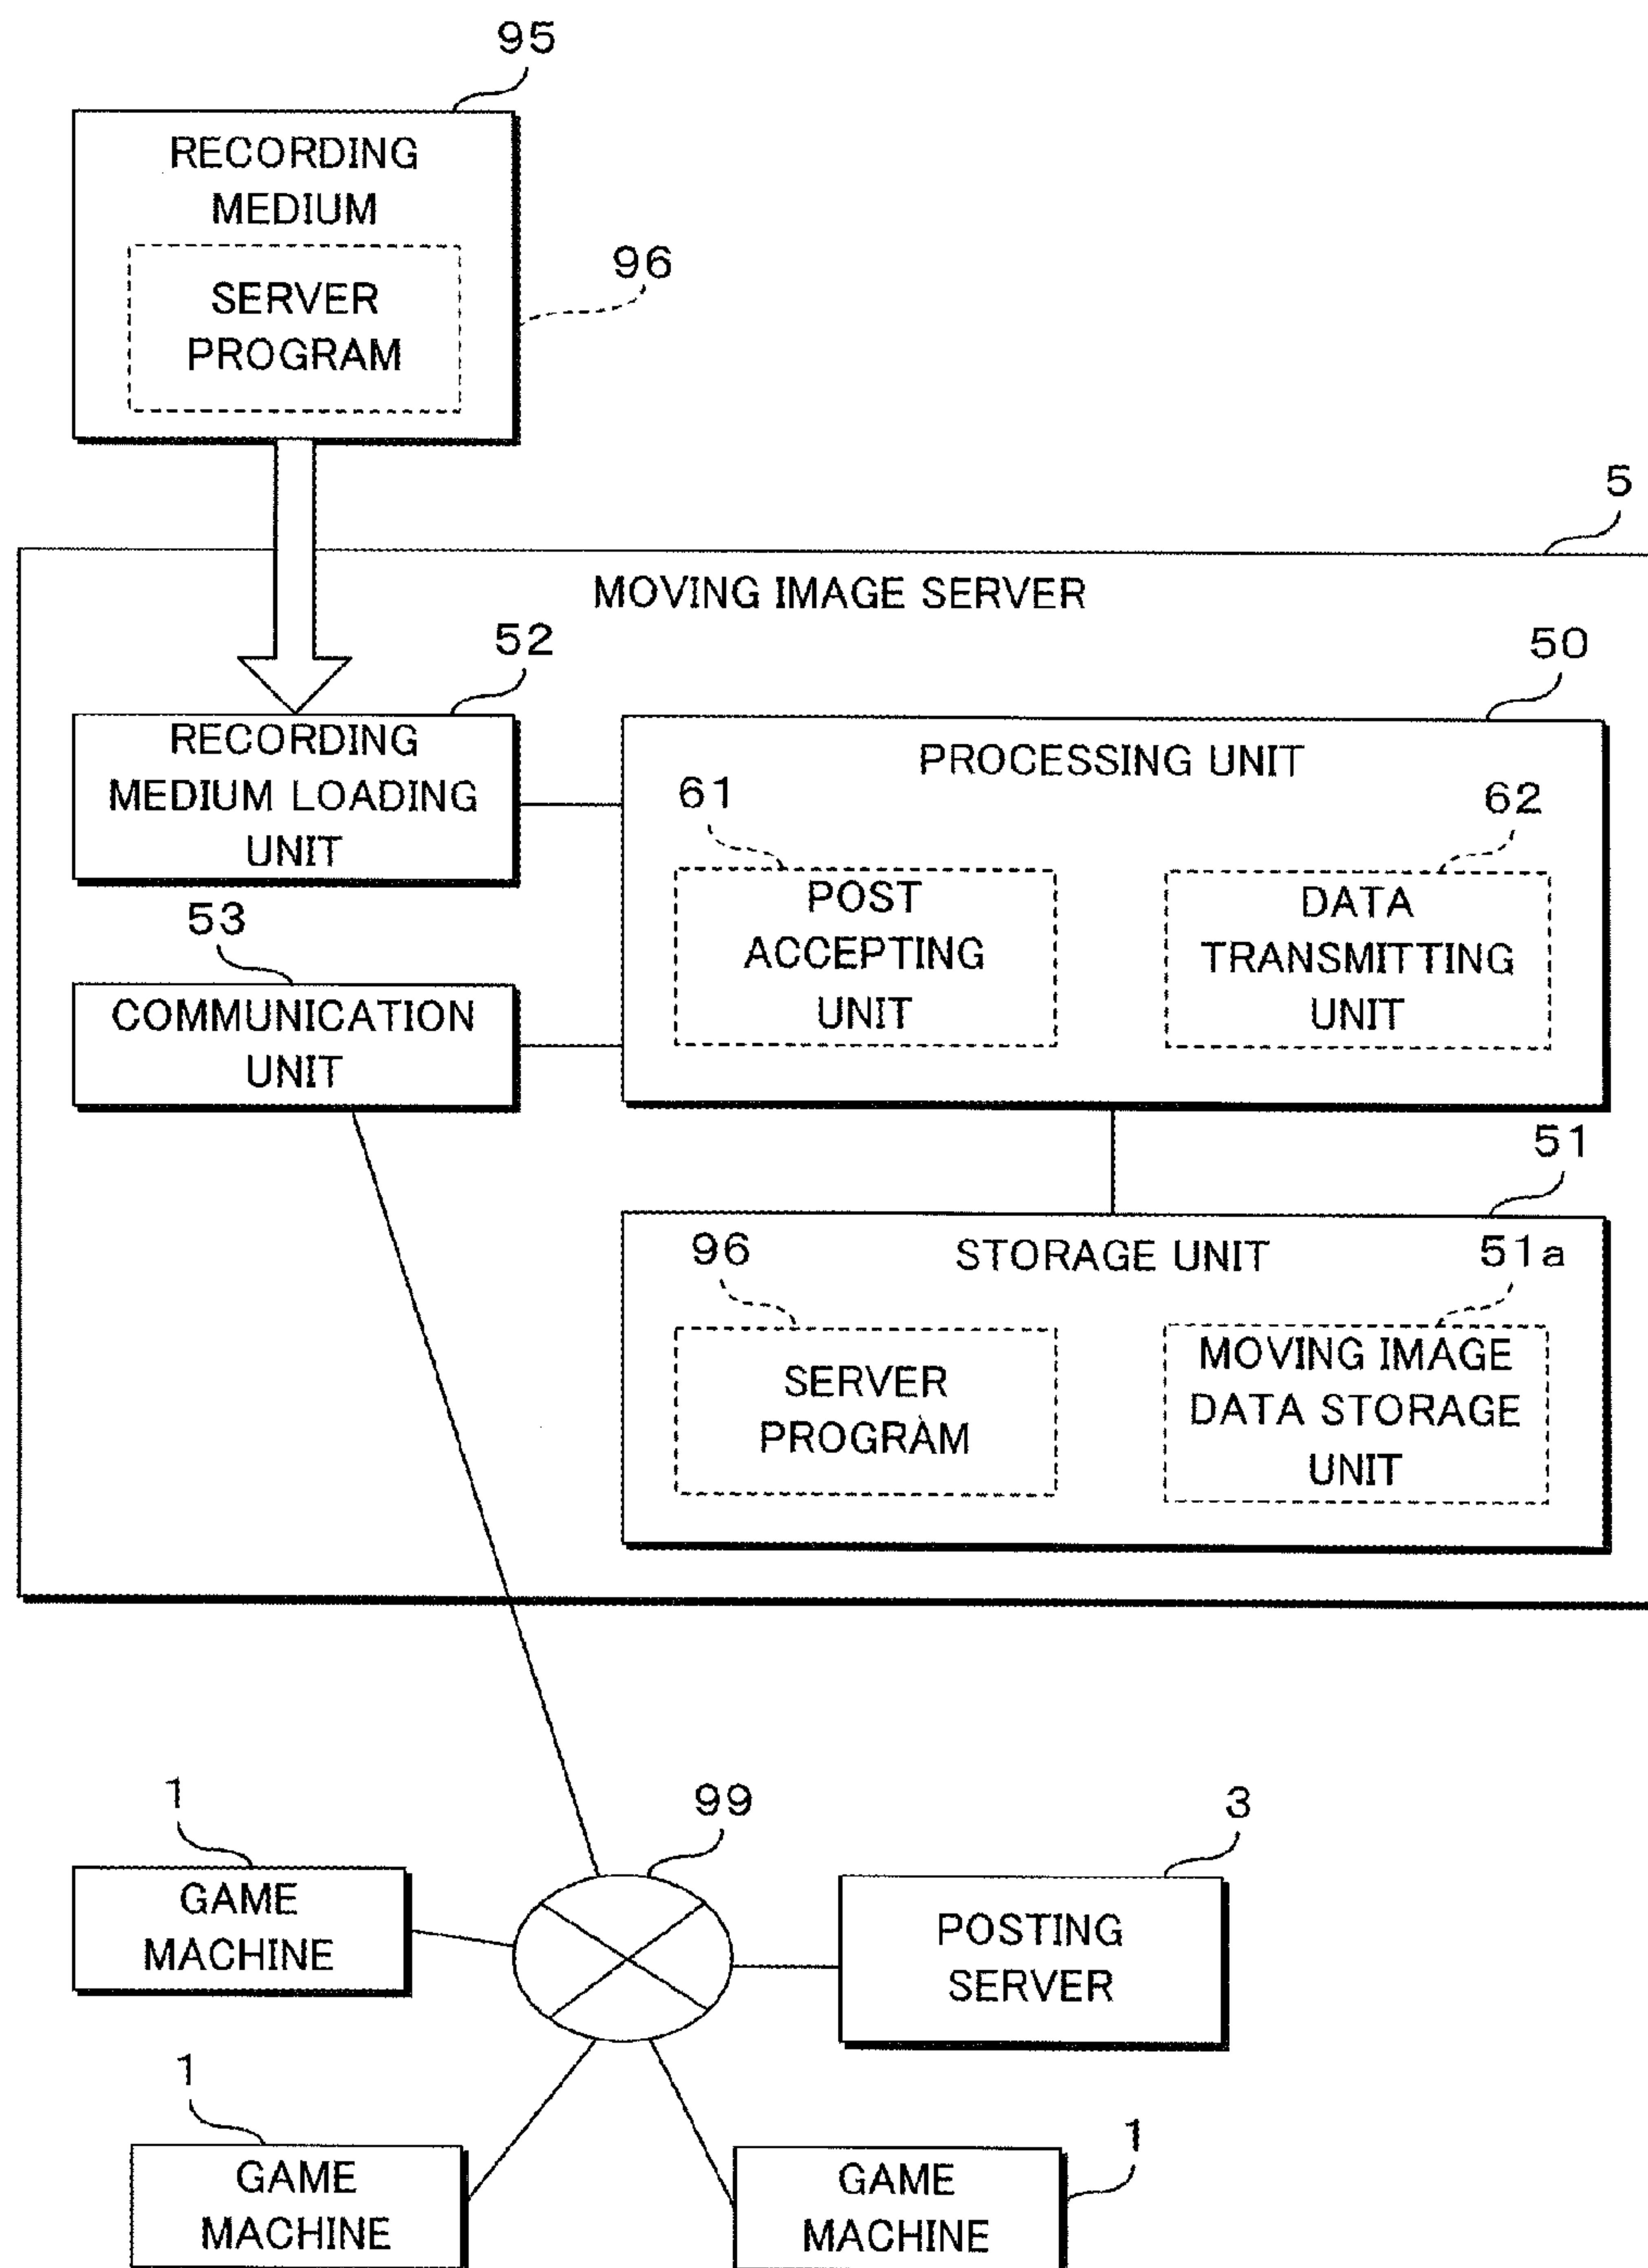 95
RECORDING
MEDIUM
96
SERVER
PROGRAM
5
MOVING IMAGE SERVER
52
50
RECORDING
MEDIUM LOADING
UNIT
PROCESSING UNIT
61
62
POST
ACCEPTING
UNIT
DATA
TRANSMITTING
UNIT
53
COMMUNICATION
UNIT
51
STORAGE UNIT
96
51a
SERVER
PROGRAM
MOVING IMAGE
DATA STORAGE
UNIT
1
99
3
GAME
MACHINE
POSTING
SERVER
1
GAME
MACHINE
1
GAME
MACHINE